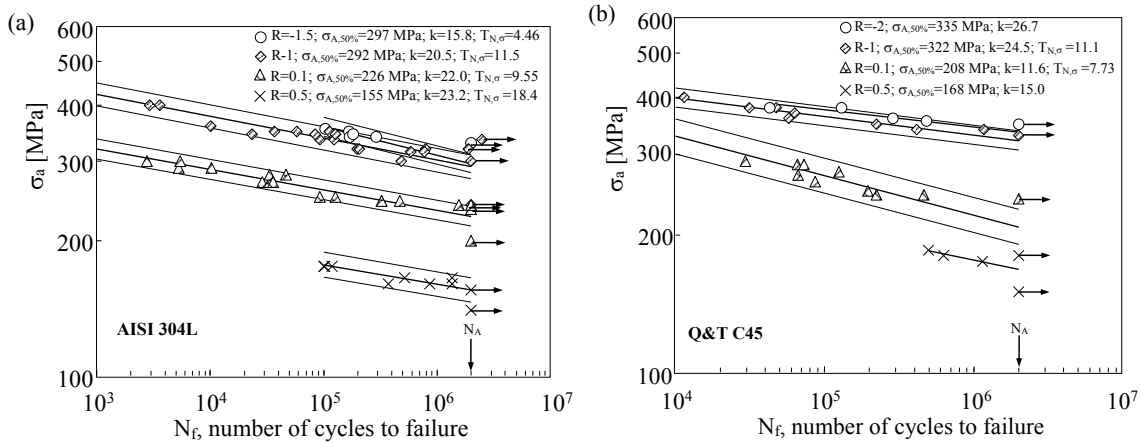 (a)
600
500
400
300
200
100
σa [MPa]
R=-1.5; σA,50%=297 MPa; k=15.8; TN,σ=4.46
R-1; σA,50%=292 MPa; k=20.5; TN,σ=11.5
R=0.1; σA,50%=226 MPa; k=22.0; TN,σ=9.55
R=0.5; σA,50%=155 MPa; k=23.2; TN,σ=18.4
AISI 304L
NA
10³ 10⁴ 10⁵ 10⁶ 10⁷
Nf, number of cycles to failure
(b)
600
500
400
300
200
100
σa [MPa]
R=-2; σA,50%=335 MPa; k=26.7
R-1; σA,50%=322 MPa; k=24.5; TN,σ=11.1
R=0.1; σA,50%=208 MPa; k=11.6; TN,σ=7.73
R=0.5; σA,50%=168 MPa; k=15.0
Q&T C45
NA
10⁴ 10⁵ 10⁶ 10⁷
Nf, number of cycles to failure